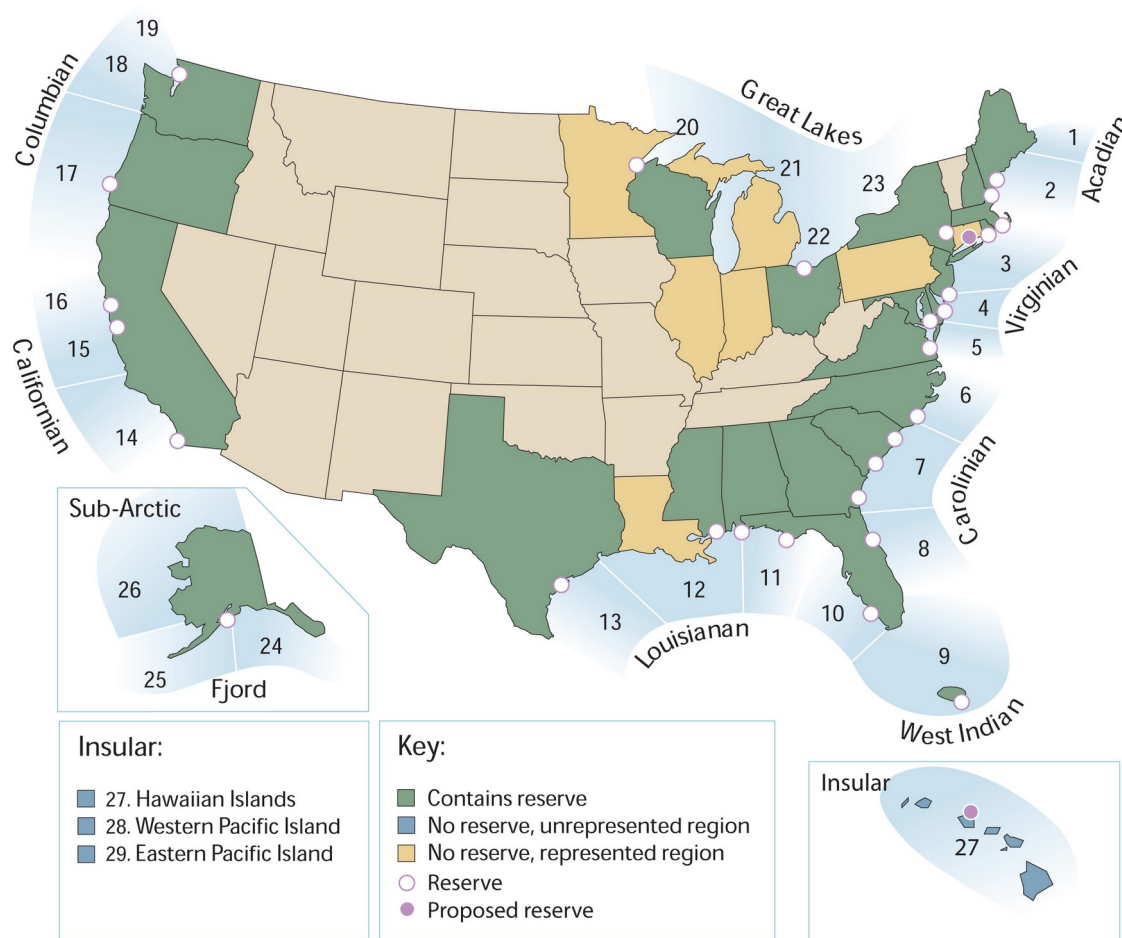 19
18
Columbian
17
16
15
Californian
14
20
Great Lakes
21
22
23
1
Acadian
2
3
Virginian
4
5
6
Carolinian
7
8
9
West Indian
10
11
12
Louisianan
13
Sub-Arctic
26
25
24
Fjord
Insular:
27. Hawaiian Islands
28. Western Pacific Island
29. Eastern Pacific Island
Key:
Contains reserve
No reserve, unrepresented region
No reserve, represented region
Reserve
Proposed reserve
Insular
27